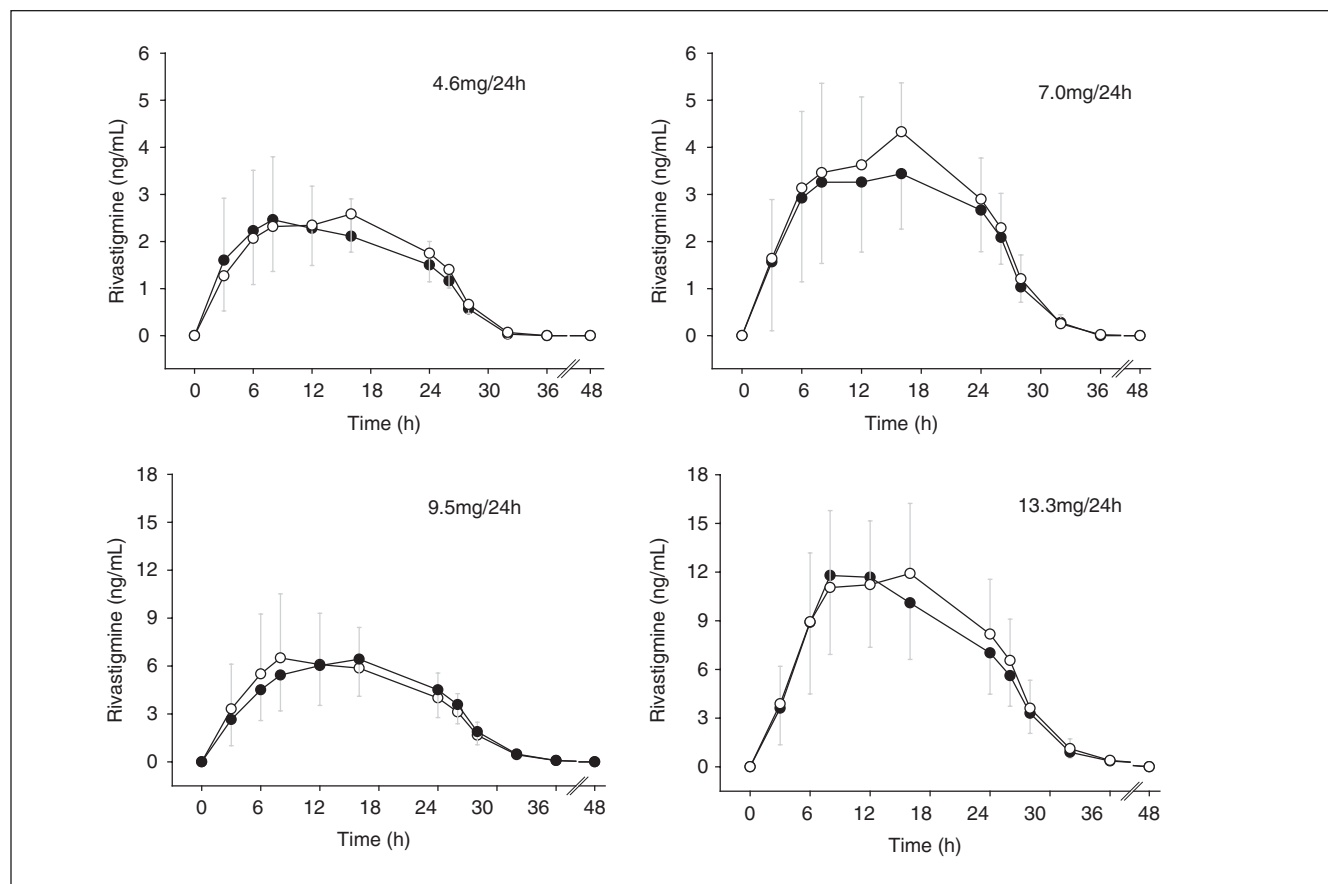 4.6mg/24h
Rivastigmine (ng/mL)
6
5
4
3
2
1
0
0 6 12 18 24 30 36 48
Time (h)
7.0mg/24h
Rivastigmine (ng/mL)
6
5
4
3
2
1
0
0 6 12 18 24 30 36 48
Time (h)
9.5mg/24h
Rivastigmine (ng/mL)
18
15
12
9
6
3
0
0 6 12 18 24 30 36 48
Time (h)
13.3mg/24h
Rivastigmine (ng/mL)
18
15
12
9
6
3
0
0 6 12 18 24 30 36 48
Time (h)